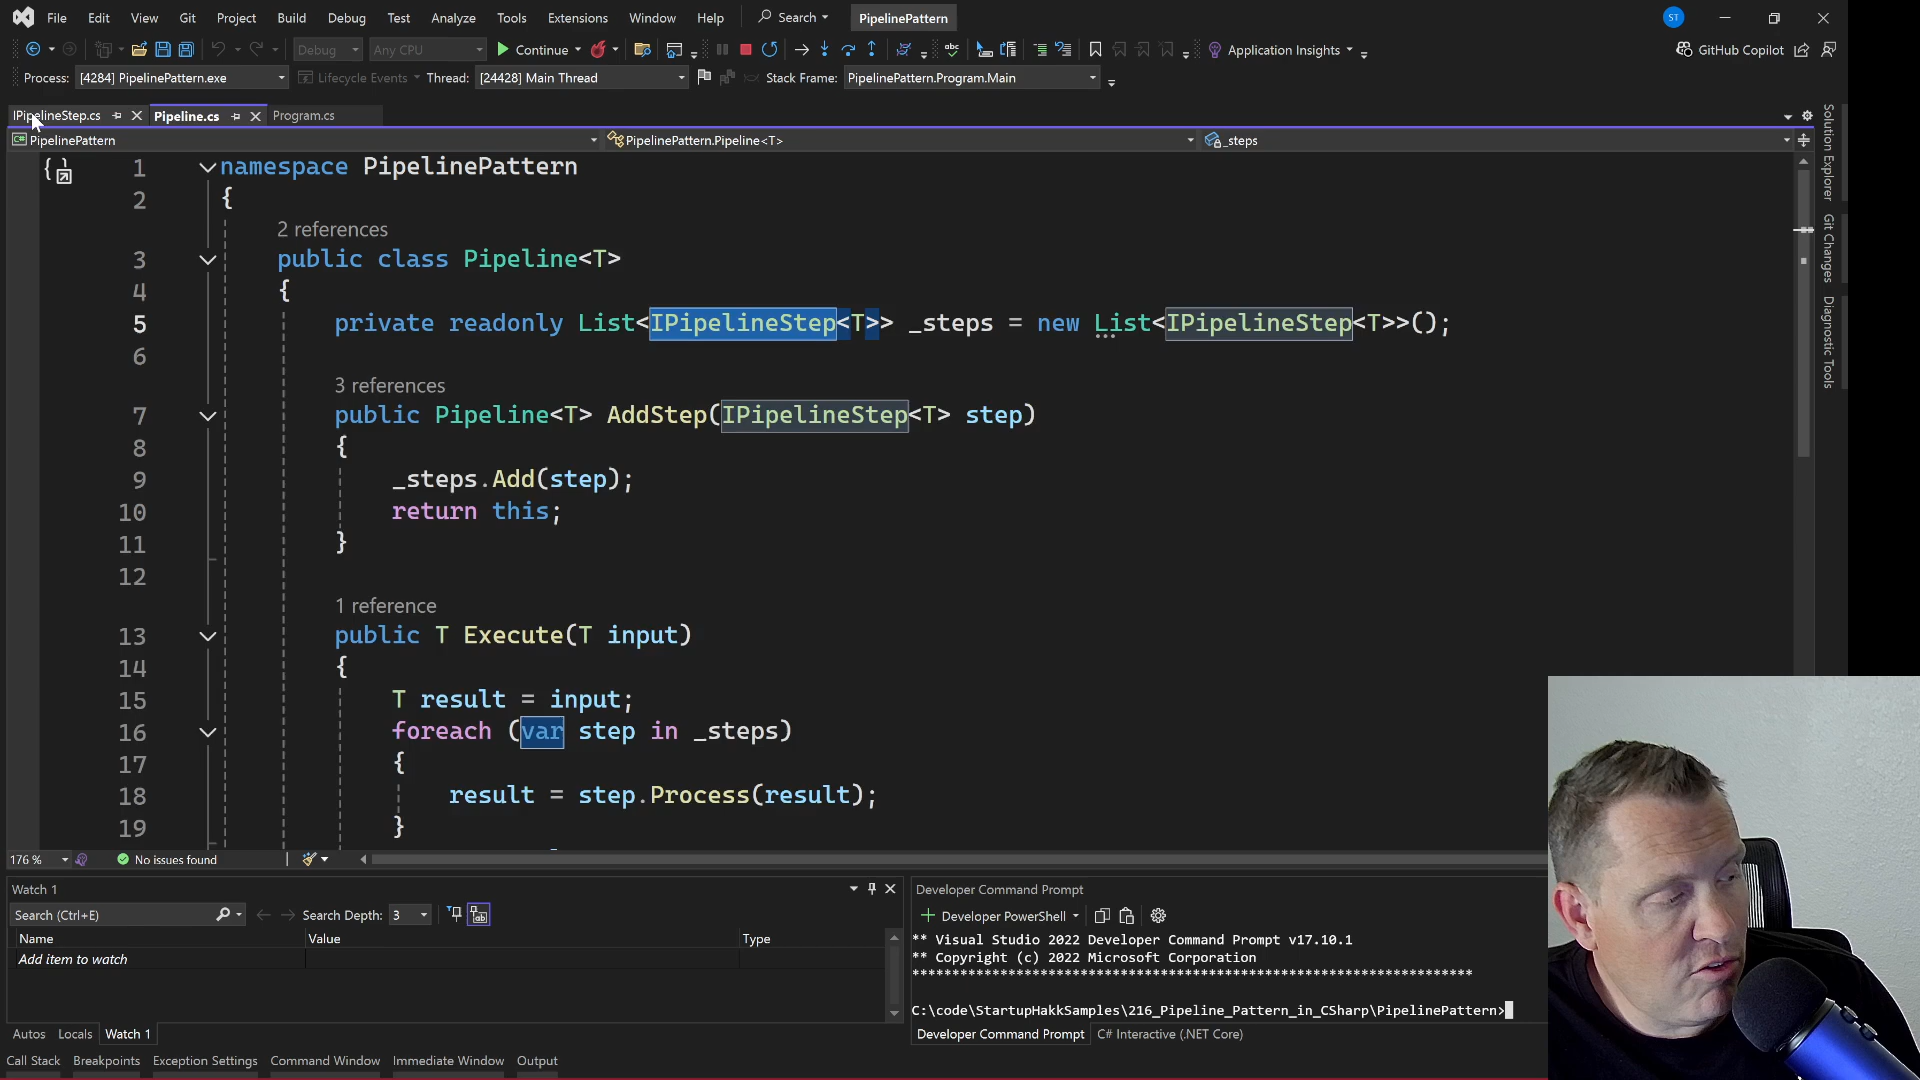 File Edit View Git Project Build Debug Test Analyze Tools Extensions Window Help Search PipelinePattern ST
Debug Any CPU Continue Application Insights GitHub Copilot
Process: [4284] PipelinePattern.exe Lifecycle Events Thread: [24428] Main Thread Stack Frame: PipelinePattern.Program.Main
IPipelineStep.cs Pipeline.cs Program.cs
PipelinePattern PipelinePattern.Pipeline<T> _steps
Solution Explorer
Git Changes
Diagnostic Tools
1 namespace PipelinePattern
2 {
2 references
3 public class Pipeline<T>
4 {
5 private readonly List<IPipelineStep<T>> _steps = new List<IPipelineStep<T>>();
6
3 references
7 public Pipeline<T> AddStep(IPipelineStep<T> step)
8 {
9 _steps.Add(step);
10 return this;
11 }
12
1 reference
13 public T Execute(T input)
14 {
15 T result = input;
16 foreach (var step in _steps)
17 {
18 result = step.Process(result);
19 }
176 % No issues found
Watch 1
Search (Ctrl+E) Search Depth: 3
Name Value Type
Add item to watch
Autos Locals Watch 1
Developer Command Prompt
Developer PowerShell
** Visual Studio 2022 Developer Command Prompt v17.10.1
** Copyright (c) 2022 Microsoft Corporation
**********************************************************************
C:\code\StartupHakkSamples\216_Pipeline_Pattern_in_CSharp\PipelinePattern>
Developer Command Prompt C# Interactive (.NET Core)
Call Stack Breakpoints Exception Settings Command Window Immediate Window Output